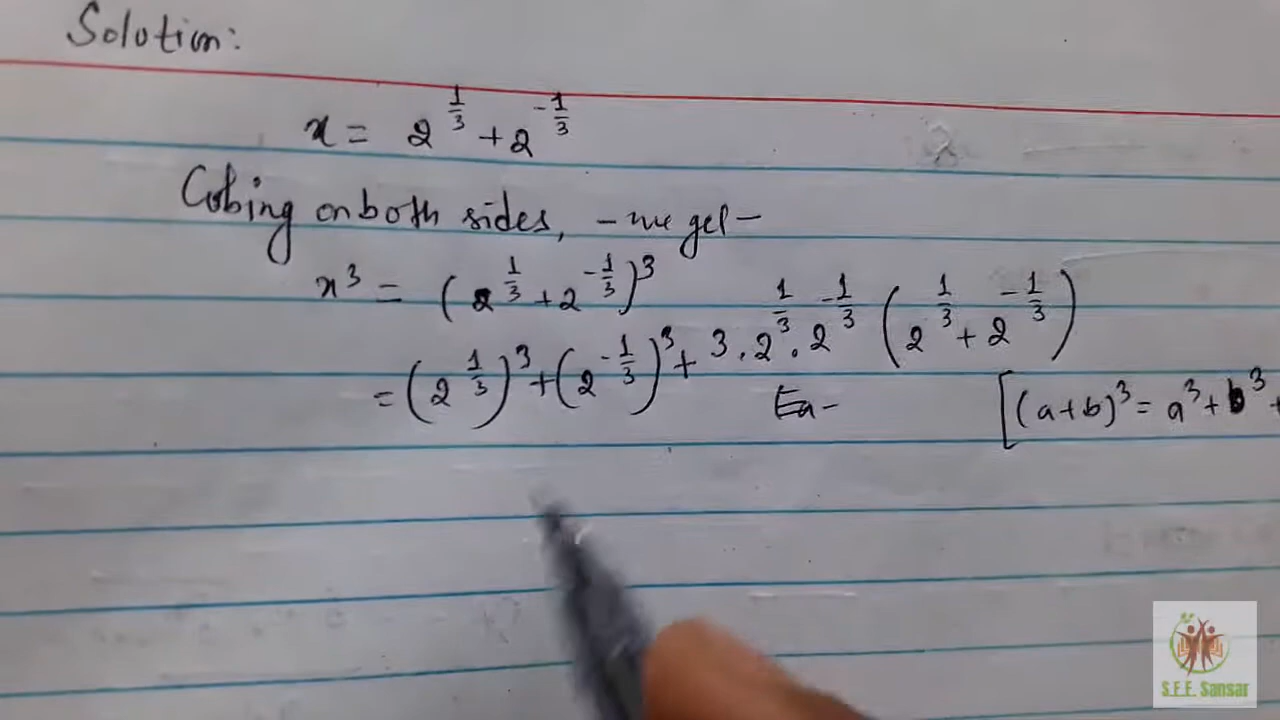 Solution:
x = 2^{1/3} + 2^{-1/3}
Cubing on both sides, - we get -
x³ = (2^{1/3} + 2^{-1/3})³
= (2^{1/3})³ + (2^{-1/3})³ + 3 . 2^{1/3} . 2^{-1/3} (2^{1/3} + 2^{-1/3})
[(a+b)³ = a³ + b³ +
S.E.E. Sansar